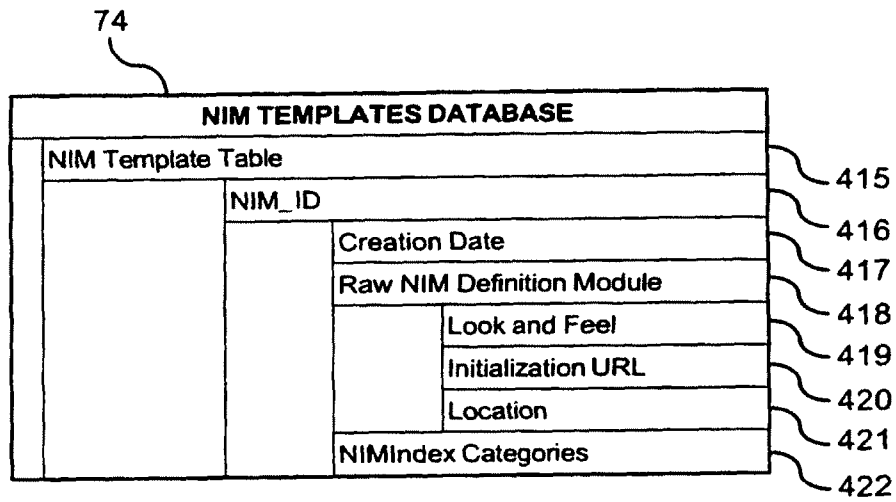 74
NIM TEMPLATES DATABASE
NIM Template Table
415
NIM_ID
416
Creation Date
417
Raw NIM Definition Module
418
Look and Feel
419
Initialization URL
420
Location
421
NIMIndex Categories
422